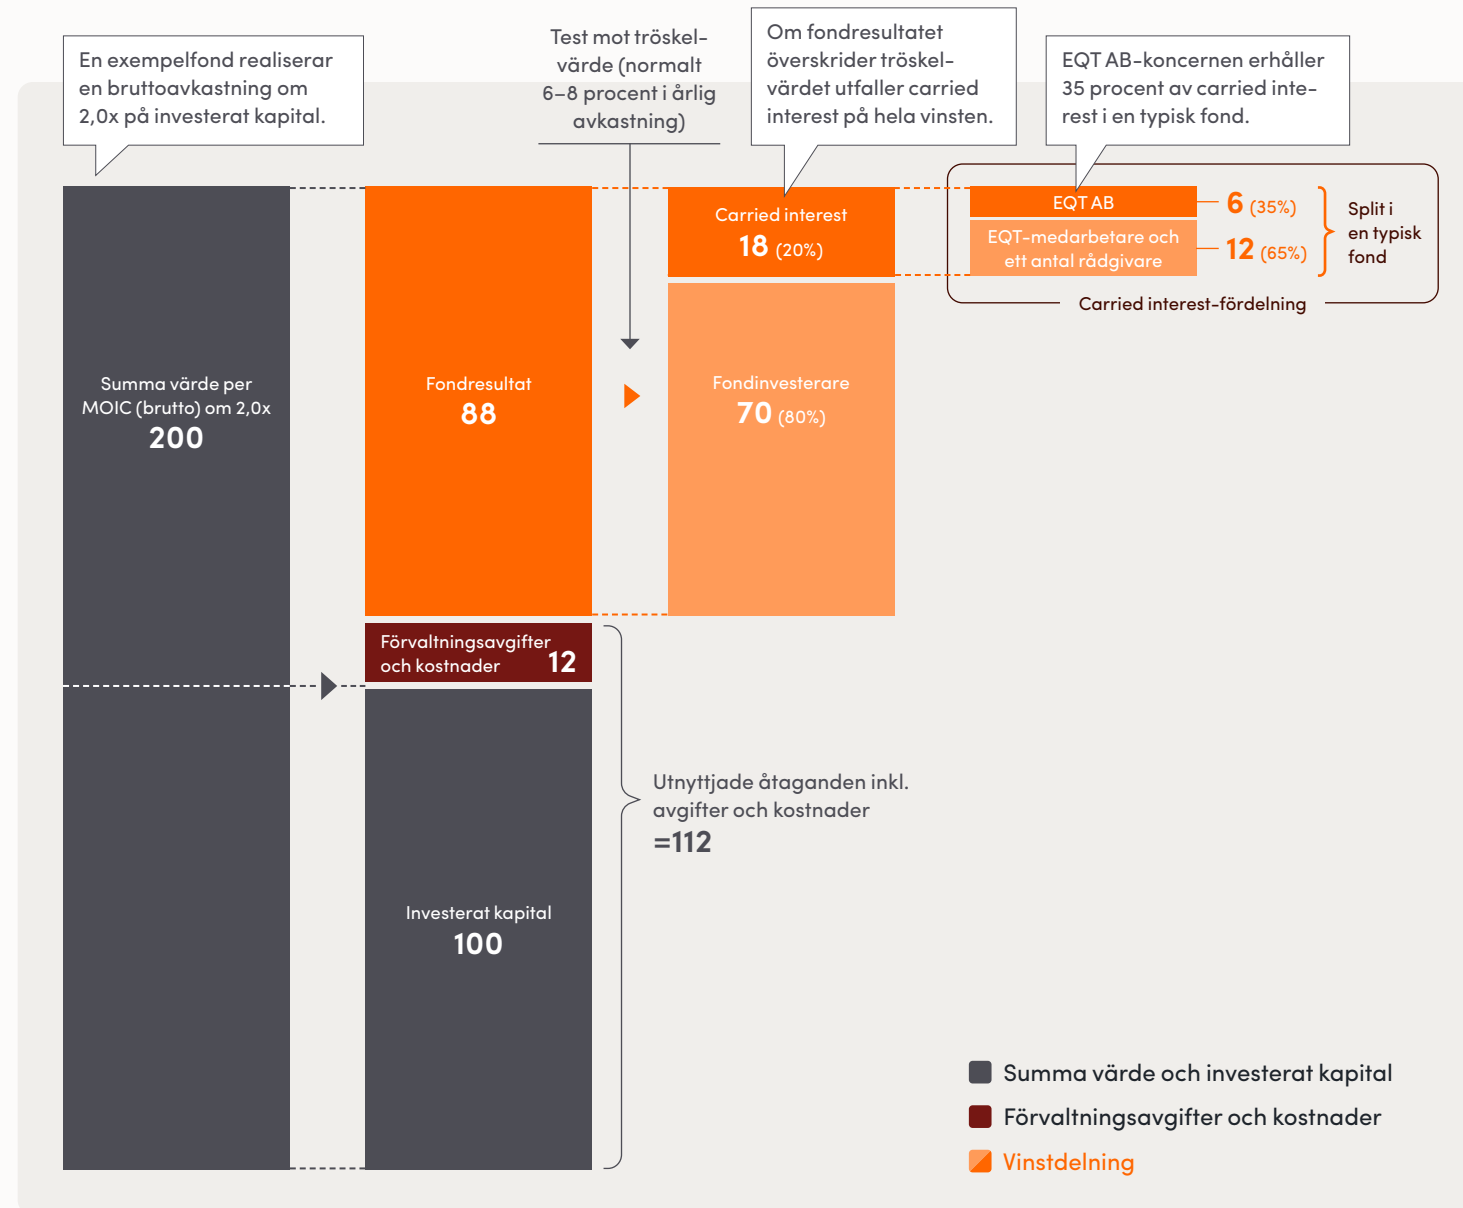 En exempelfond realiserar
en bruttoavkastning om
2,0x på investerat kapital.
Test mot tröskel-
värde (normalt
6–8 procent i årlig
avkastning)
Om fondresultatet
överskrider tröskel-
värdet utfaller carried
interest på hela vinsten.
EQT AB-koncernen erhåller
35 procent av carried inte-
rest i en typisk fond.
Summa värde per
MOIC (brutto) om 2,0x
200
Fondresultat
88
Förvaltningsavgifter
och kostnader 12
Investerat kapital
100
Carried interest
18 (20%)
Fondinvesterare
70 (80%)
EQT AB
6 (35%)
EQT-medarbetare och
ett antal rådgivare
12 (65%)
Split i
en typisk
fond
Carried interest-fördelning
Utnyttjade åtaganden inkl.
avgifter och kostnader
=112
Summa värde och investerat kapital
Förvaltningsavgifter och kostnader
Vinstdelning